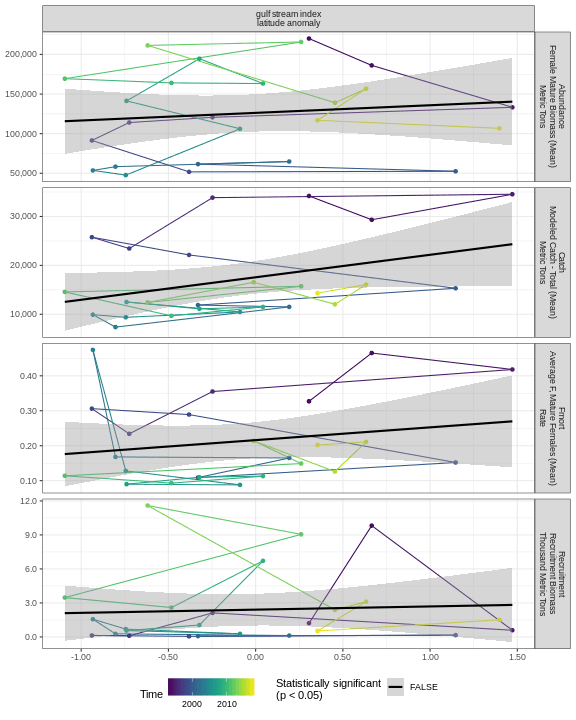 gulf stream index
latitude anomaly
200,000
150,000
100,000
50,000
Abundance
Female Mature Biomass (Mean)
Metric Tons
30,000
20,000
10,000
Catch
Modeled Catch - Total (Mean)
Metric Tons
0.40
0.30
0.20
0.10
Fmort
Average F, Mature Females (Mean)
Rate
12.0
9.0
6.0
3.0
0.0
Recruitment
Recruitment Biomass
Thousand Metric Tons
-1.00
-0.50
0.00
0.50
1.00
1.50
Time
2000
2010
Statistically significant
(p < 0.05)
FALSE